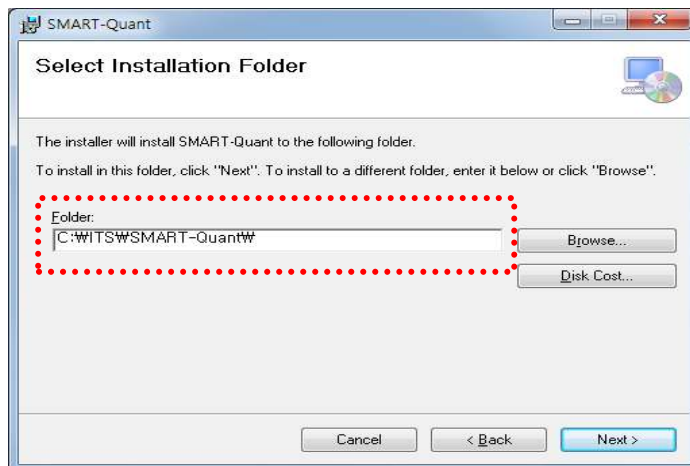 SMART-Quant
Select Installation Folder
The installer will install SMART-Quant to the following folder.
To install in this folder, click "Next". To install to a different folder, enter it below or click "Browse".
Folder:
C:₩ITS₩SMART-Quant₩
Browse...
Disk Cost...
Cancel
< Back
Next >